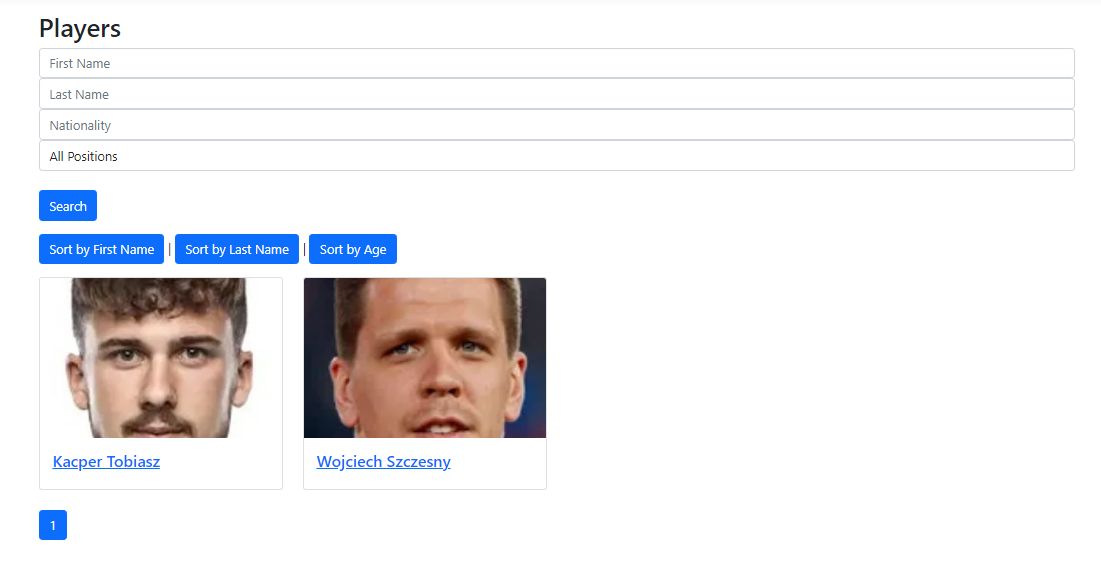 Players
First Name
Last Name
Nationality
All Positions
Search
Sort by First Name | Sort by Last Name | Sort by Age
Kacper Tobiasz
Wojciech Szczesny
1